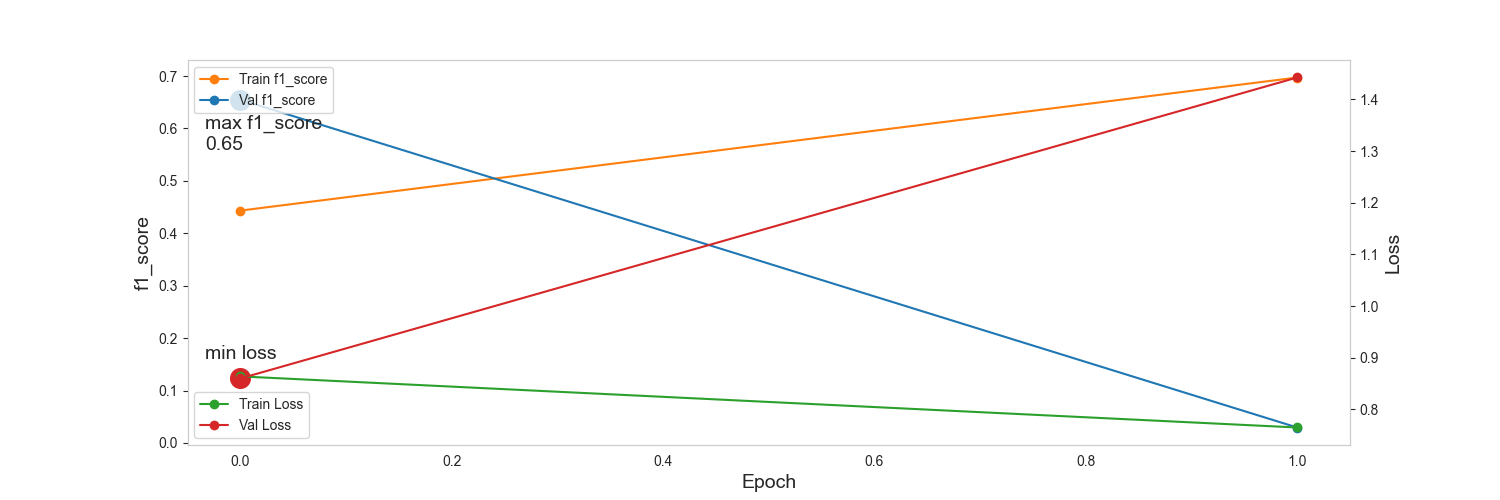 0.7
0.6
0.5
0.4
0.3
0.2
0.1
0.0
f1_score
Train f1_score
Val f1_score
max f1_score
0.65
min loss
Train Loss
Val Loss
1.4
1.3
1.2
1.1
1.0
0.9
0.8
Loss
0.0 0.2 0.4 0.6 0.8 1.0
Epoch